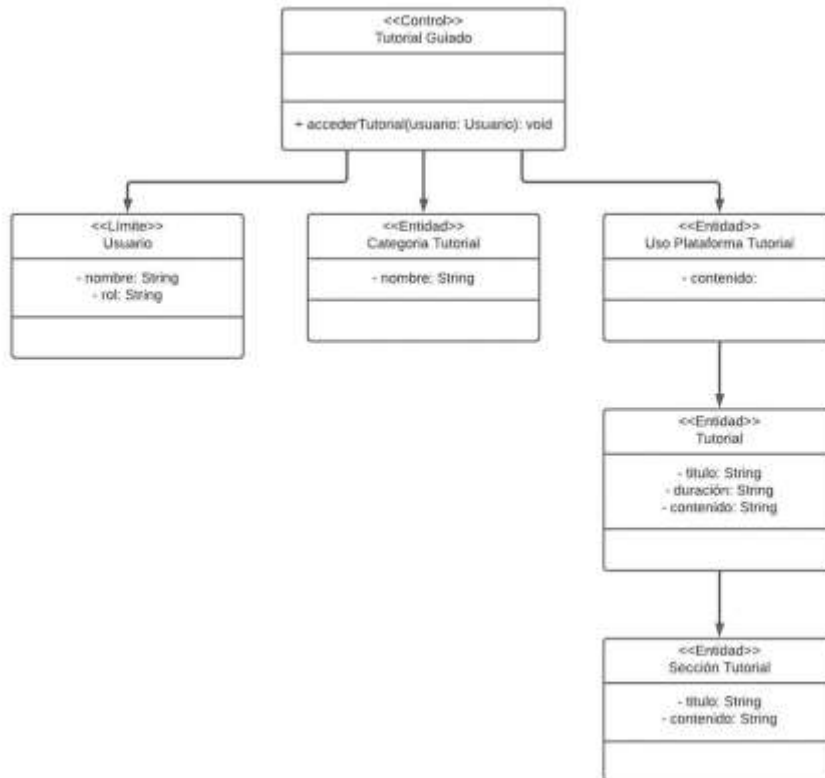 <<Control>>
Tutorial Guiado
+ accederTutorial(usuario: Usuario): void
<<Límite>>
Usuario
- nombre: String
- rol: String
<<Entidad>>
Categoria Tutorial
- nombre: String
<<Entidad>>
Uso Plataforma Tutorial
- contenido:
<<Entidad>>
Tutorial
- titulo: String
- duración: String
- contenido: String
<<Entidad>>
Sección Tutorial
- titulo: String
- contenido: String